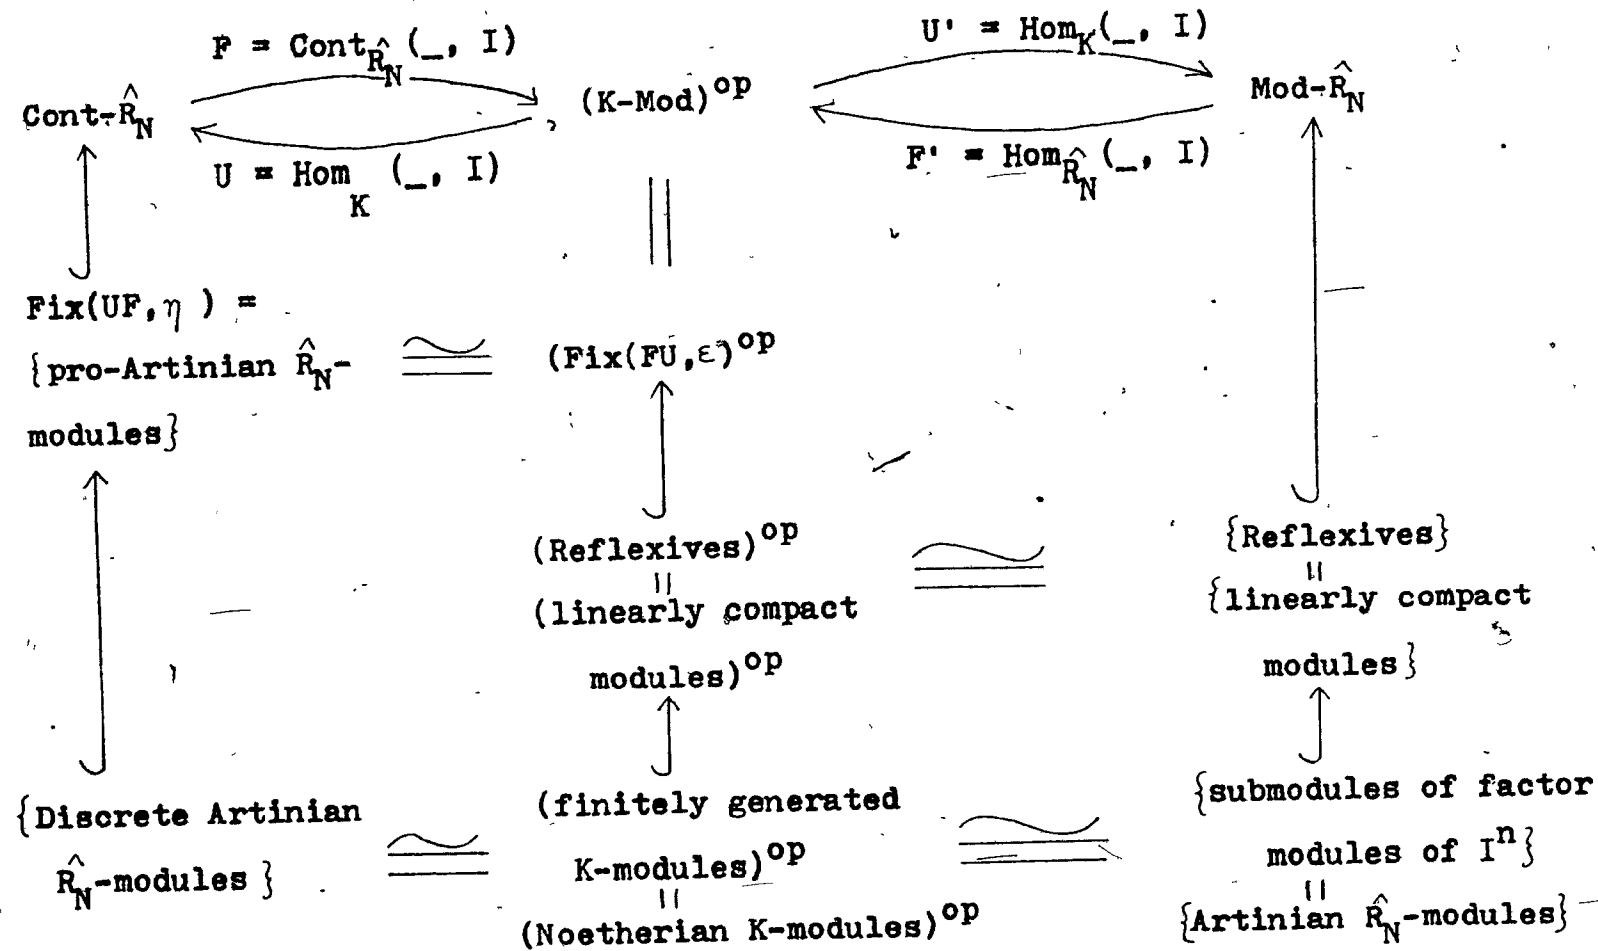 F = Cont_{R̂_N}(_, I)
U' = Hom_K(_, I)
Cont-R̂_N
(K-Mod)^op
Mod-R̂_N
U = Hom_K (_, I)
F' = Hom_{R̂_N}(_, I)
||
Fix(UF,η ) =
{pro-Artinian R̂_N-
modules}
≅
(Fix(FU,ε)^op
(Reflexives)^op
||
(linearly compact
modules)^op
≅
{Reflexives}
||
{linearly compact
modules}
{Discrete Artinian
R̂_N-modules }
≅
(finitely generated
K-modules)^op
||
(Noetherian K-modules)^op
≅
{submodules of factor
modules of I^n}
||
{Artinian R̂_N-modules}